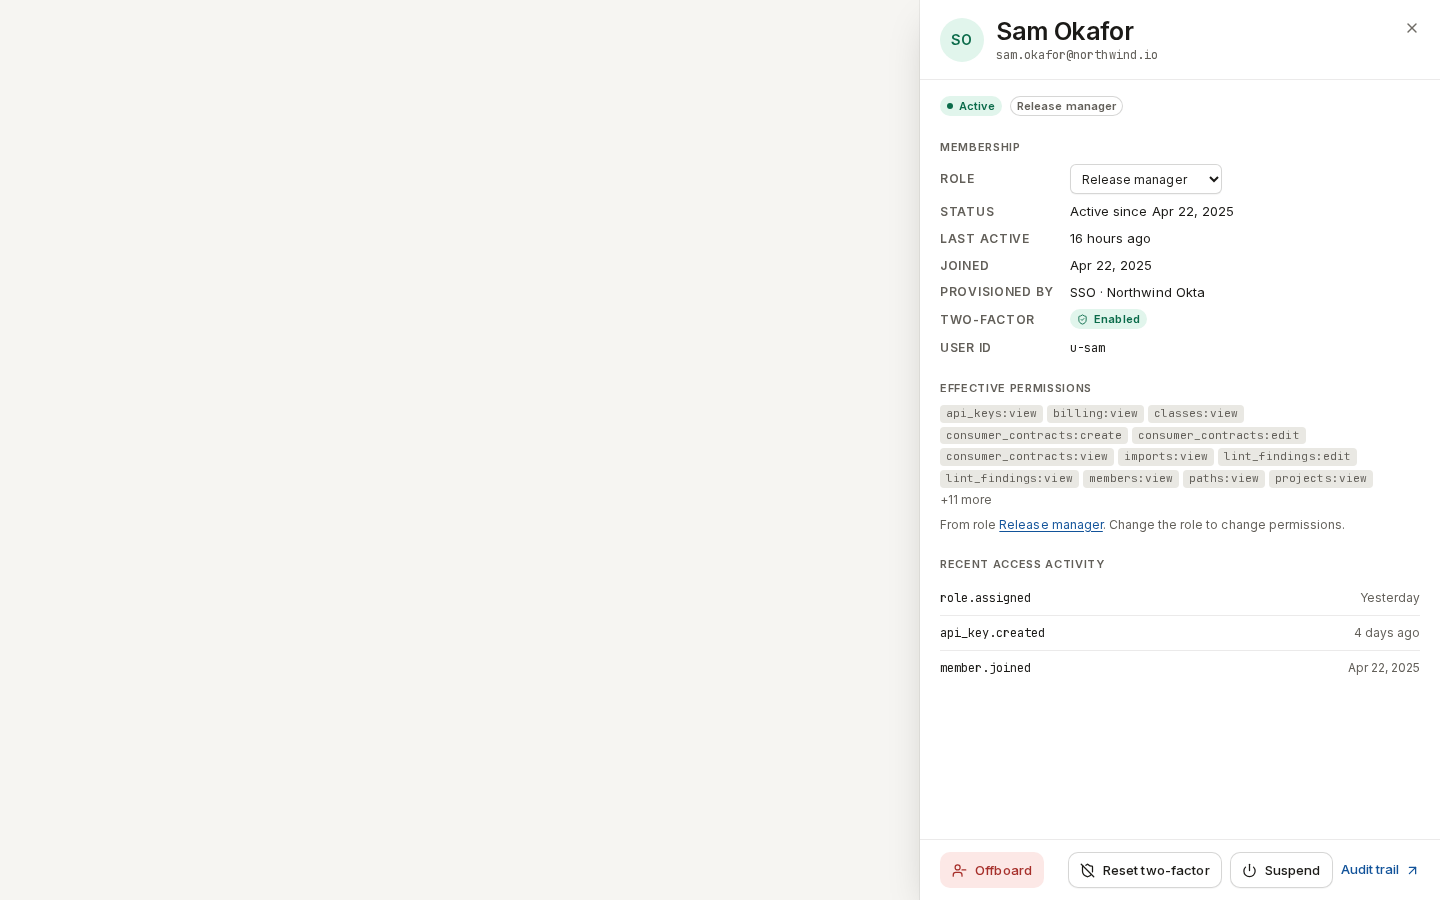 SO
Sam Okafor
sam.okafor@northwind.io
Active
Release manager
MEMBERSHIP
ROLE
Release manager
STATUS
Active since Apr 22, 2025
LAST ACTIVE
16 hours ago
JOINED
Apr 22, 2025
PROVISIONED BY
SSO · Northwind Okta
TWO-FACTOR
Enabled
USER ID
u-sam
EFFECTIVE PERMISSIONS
api_keys:view billing:view classes:view
consumer_contracts:create consumer_contracts:edit
consumer_contracts:view imports:view lint_findings:edit
lint_findings:view members:view paths:view projects:view
+11 more
From role Release manager. Change the role to change permissions.
RECENT ACCESS ACTIVITY
role.assigned Yesterday
api_key.created 4 days ago
member.joined Apr 22, 2025
Offboard
Reset two-factor
Suspend
Audit trail